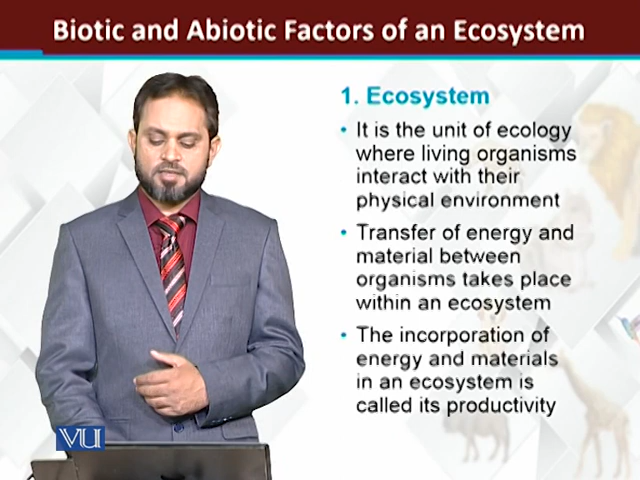 Biotic and Abiotic Factors of an Ecosystem
1. Ecosystem
• It is the unit of ecology
where living organisms
interact with their
physical environment
• Transfer of energy and
material between
organisms takes place
within an ecosystem
• The incorporation of
energy and materials
in an ecosystem is
called its productivity
VU